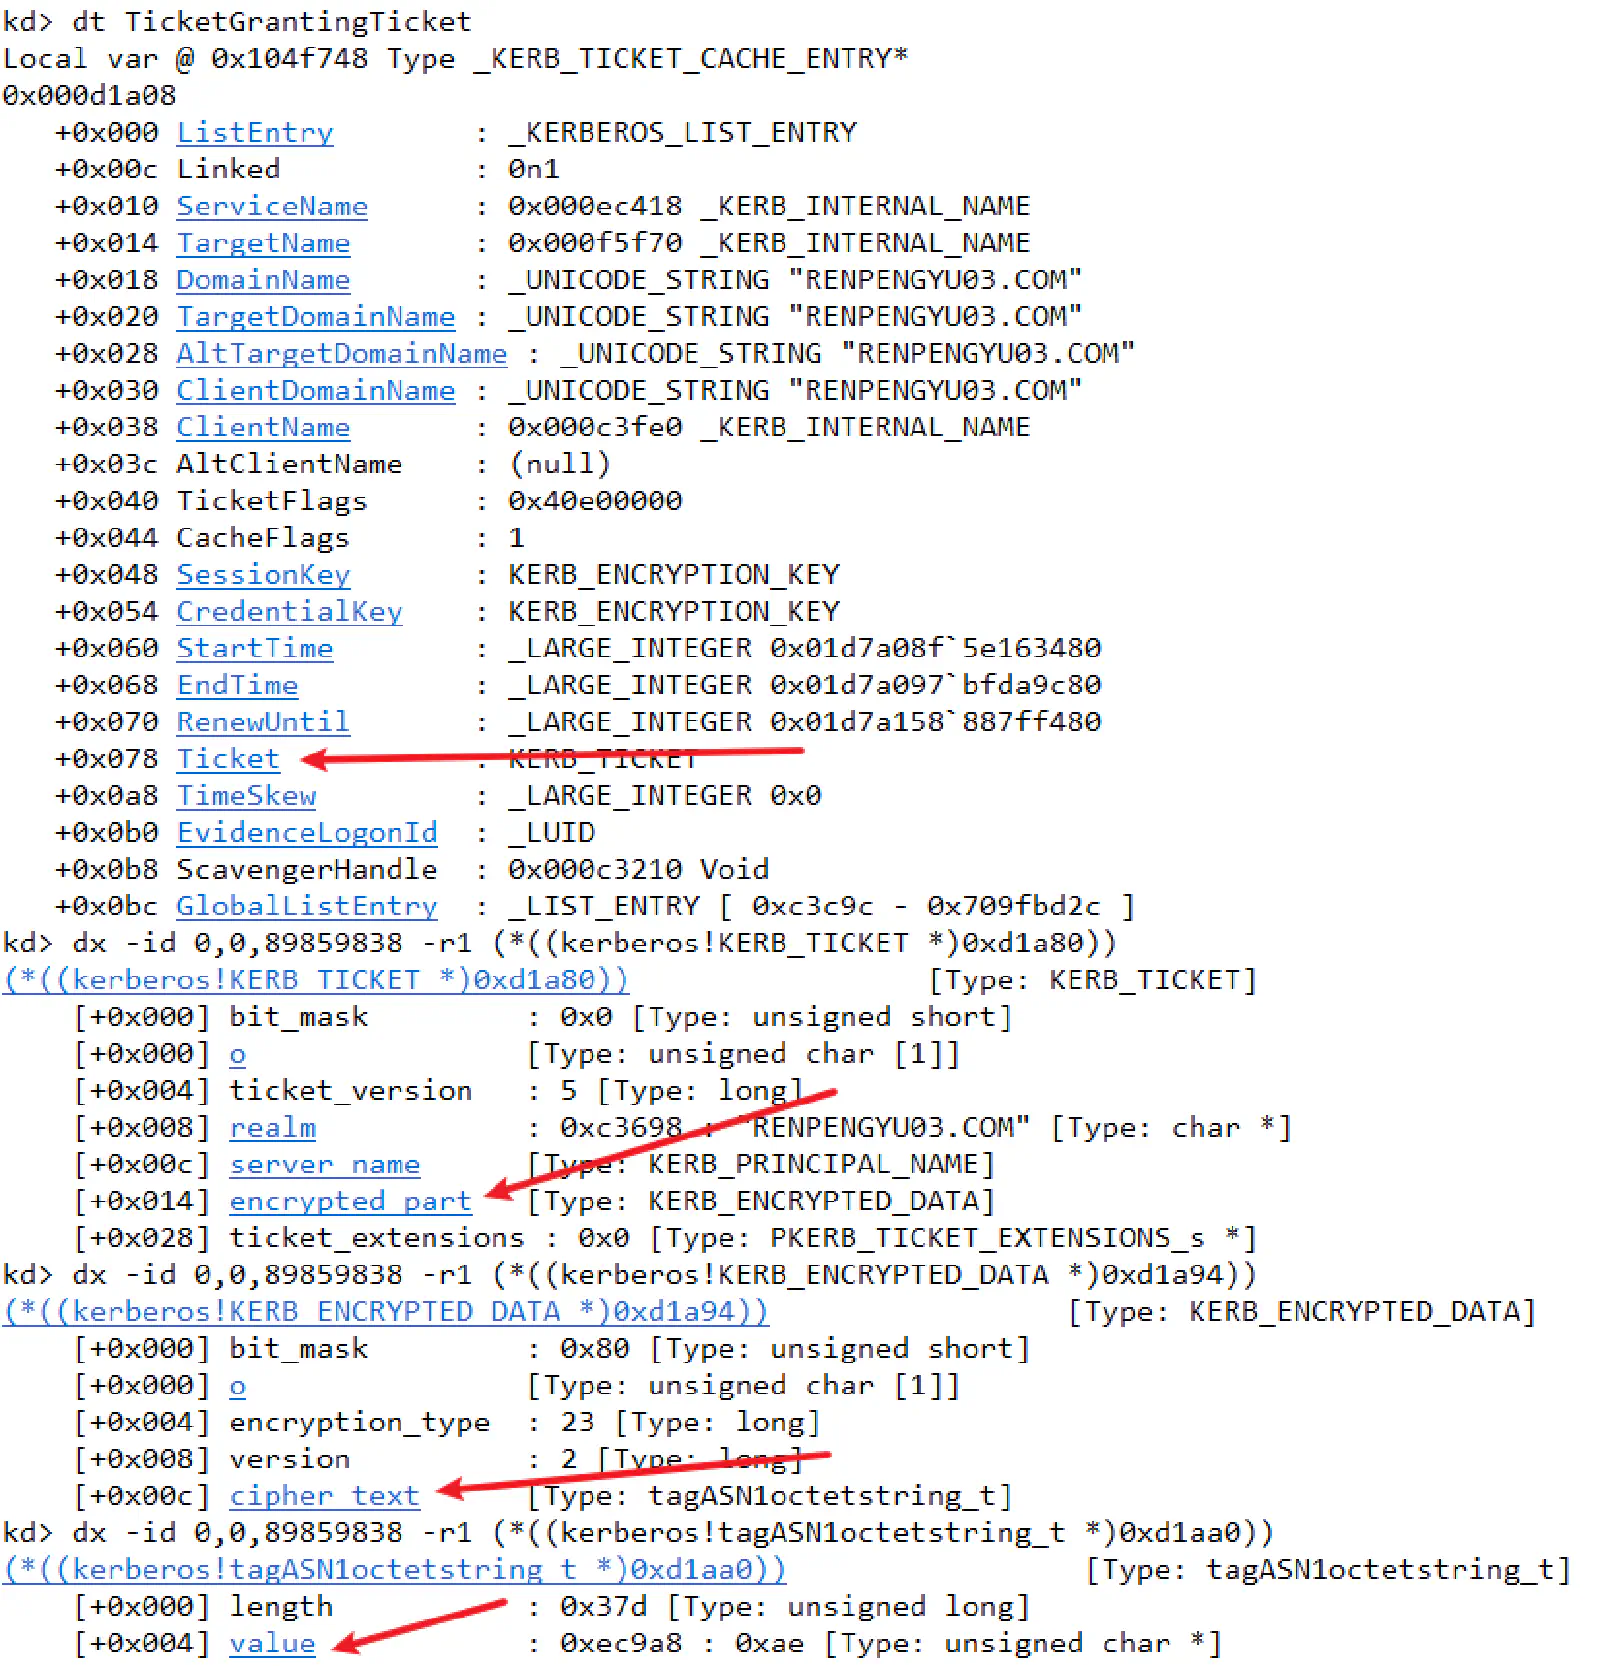 kd> dt TicketGrantingTicket
Local var @ 0x104f748 Type _KERB_TICKET_CACHE_ENTRY*
0x000d1a08
   +0x000 ListEntry        : _KERBEROS_LIST_ENTRY
   +0x00c Linked           : 0n1
   +0x010 ServiceName      : 0x000ec418 _KERB_INTERNAL_NAME
   +0x014 TargetName       : 0x000f5f70 _KERB_INTERNAL_NAME
   +0x018 DomainName       : _UNICODE_STRING "RENPENGYU03.COM"
   +0x020 TargetDomainName : _UNICODE_STRING "RENPENGYU03.COM"
   +0x028 AltTargetDomainName : _UNICODE_STRING "RENPENGYU03.COM"
   +0x030 ClientDomainName : _UNICODE_STRING "RENPENGYU03.COM"
   +0x038 ClientName       : 0x000c3fe0 _KERB_INTERNAL_NAME
   +0x03c AltClientName    : (null)
   +0x040 TicketFlags      : 0x40e00000
   +0x044 CacheFlags       : 1
   +0x048 SessionKey       : KERB_ENCRYPTION_KEY
   +0x054 CredentialKey    : KERB_ENCRYPTION_KEY
   +0x060 StartTime        : _LARGE_INTEGER 0x01d7a08f`5e163480
   +0x068 EndTime          : _LARGE_INTEGER 0x01d7a097`bfda9c80
   +0x070 RenewUntil       : _LARGE_INTEGER 0x01d7a158`887ff480
   +0x078 Ticket           : KERB_TICKET
   +0x0a8 TimeSkew         : _LARGE_INTEGER 0x0
   +0x0b0 EvidenceLogonId  : _LUID
   +0x0b8 ScavengerHandle  : 0x000c3210 Void
   +0x0bc GlobalListEntry  : _LIST_ENTRY [ 0xc3c9c - 0x709fbd2c ]
kd> dx -id 0,0,89859838 -r1 (*((kerberos!KERB_TICKET *)0xd1a80))
(*((kerberos!KERB_TICKET *)0xd1a80))                 [Type: KERB_TICKET]
    [+0x000] bit_mask         : 0x0 [Type: unsigned short]
    [+0x000] o                [Type: unsigned char [1]]
    [+0x004] ticket_version   : 5 [Type: long]
    [+0x008] realm            : 0xc3698 : "RENPENGYU03.COM" [Type: char *]
    [+0x00c] server_name      [Type: KERB_PRINCIPAL_NAME]
    [+0x014] encrypted_part   [Type: KERB_ENCRYPTED_DATA]
    [+0x028] ticket_extensions : 0x0 [Type: PKERB_TICKET_EXTENSIONS_s *]
kd> dx -id 0,0,89859838 -r1 (*((kerberos!KERB_ENCRYPTED_DATA *)0xd1a94))
(*((kerberos!KERB_ENCRYPTED_DATA *)0xd1a94))                 [Type: KERB_ENCRYPTED_DATA]
    [+0x000] bit_mask         : 0x80 [Type: unsigned short]
    [+0x000] o                [Type: unsigned char [1]]
    [+0x004] encryption_type  : 23 [Type: long]
    [+0x008] version          : 2 [Type: long]
    [+0x00c] cipher_text      [Type: tagASN1octetstring_t]
kd> dx -id 0,0,89859838 -r1 (*((kerberos!tagASN1octetstring_t *)0xd1aa0))
(*((kerberos!tagASN1octetstring_t *)0xd1aa0))                 [Type: tagASN1octetstring_t]
    [+0x000] length           : 0x37d [Type: unsigned long]
    [+0x004] value            : 0xec9a8 : 0xae [Type: unsigned char *]